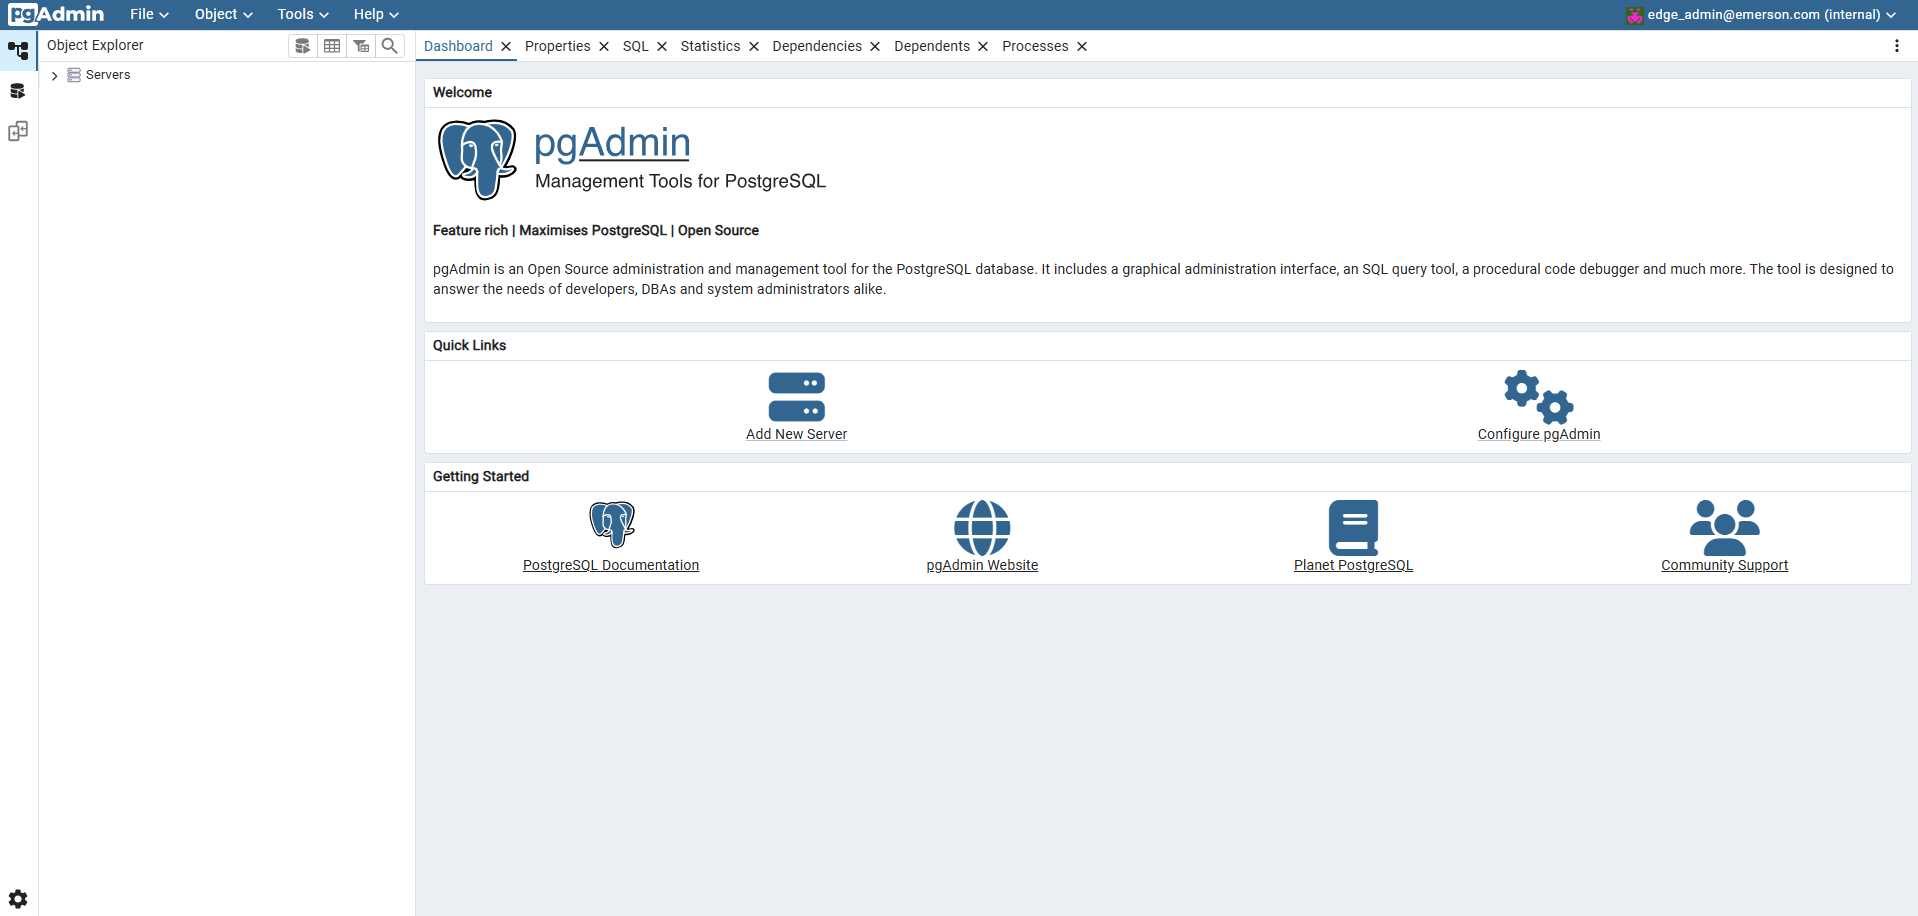 pgAdmin File Object Tools Help edge_admin@emerson.com (internal)
Object Explorer
Dashboard Properties SQL Statistics Dependencies Dependents Processes
Servers
Welcome
pgAdmin
Management Tools for PostgreSQL
Feature rich | Maximises PostgreSQL | Open Source
pgAdmin is an Open Source administration and management tool for the PostgreSQL database. It includes a graphical administration interface, an SQL query tool, a procedural code debugger and much more. The tool is designed to
answer the needs of developers, DBAs and system administrators alike.
Quick Links
Add New Server
Configure pgAdmin
Getting Started
PostgreSQL Documentation
pgAdmin Website
Planet PostgreSQL
Community Support